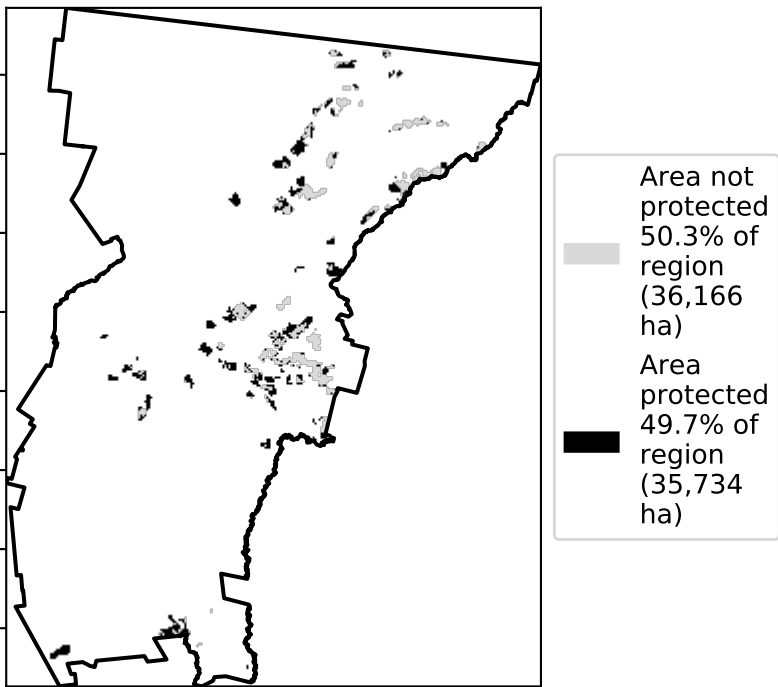 Area not
protected
50.3% of
region
(36,166
ha)
Area
protected
49.7% of
region
(35,734
ha)